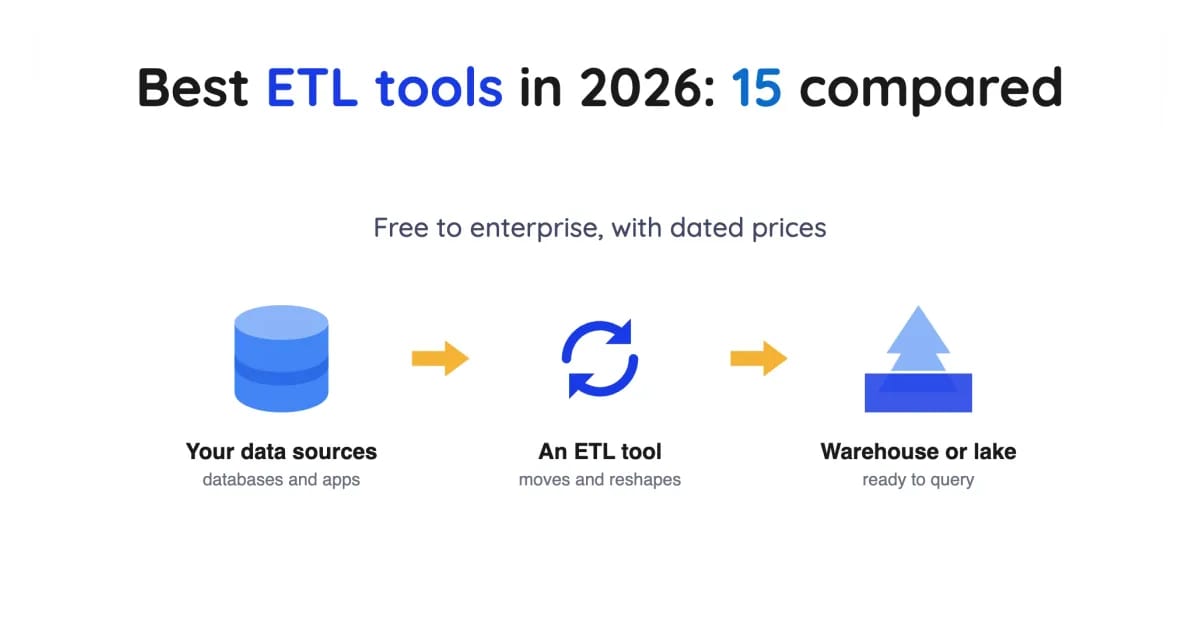 Best ETL tools in 2026: 15 compared
Free to enterprise, with dated prices
Your data sources
databases and apps
An ETL tool
moves and reshapes
Warehouse or lake
ready to query